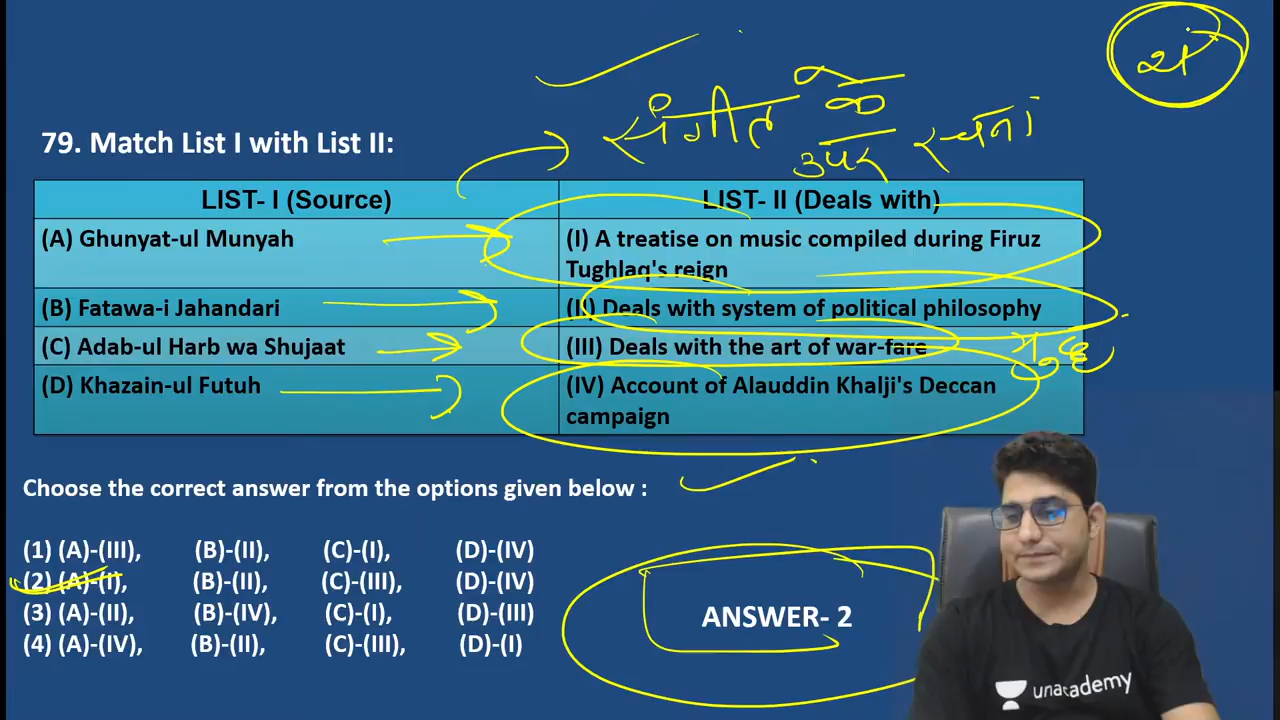 79. Match List I with List II:
संगीत
LIST- I (Source) LIST- II (Deals with)
(A) Ghunyat-ul Munyah (I) A treatise on music compiled during Firuz
Tughlaq's reign
(B) Fatawa-i Jahandari (II) Deals with system of political philosophy
(C) Adab-ul Harb wa Shujaat (III) Deals with the art of war-fare
(D) Khazain-ul Futuh (IV) Account of Alauddin Khalji's Deccan
campaign
Choose the correct answer from the options given below :
(1) (A)-(III), (B)-(II), (C)-(I), (D)-(IV)
(2) (A)-(I), (B)-(II), (C)-(III), (D)-(IV)
(3) (A)-(II), (B)-(IV), (C)-(I), (D)-(III)
(4) (A)-(IV), (B)-(II), (C)-(III), (D)-(I)
ANSWER- 2
unacademy